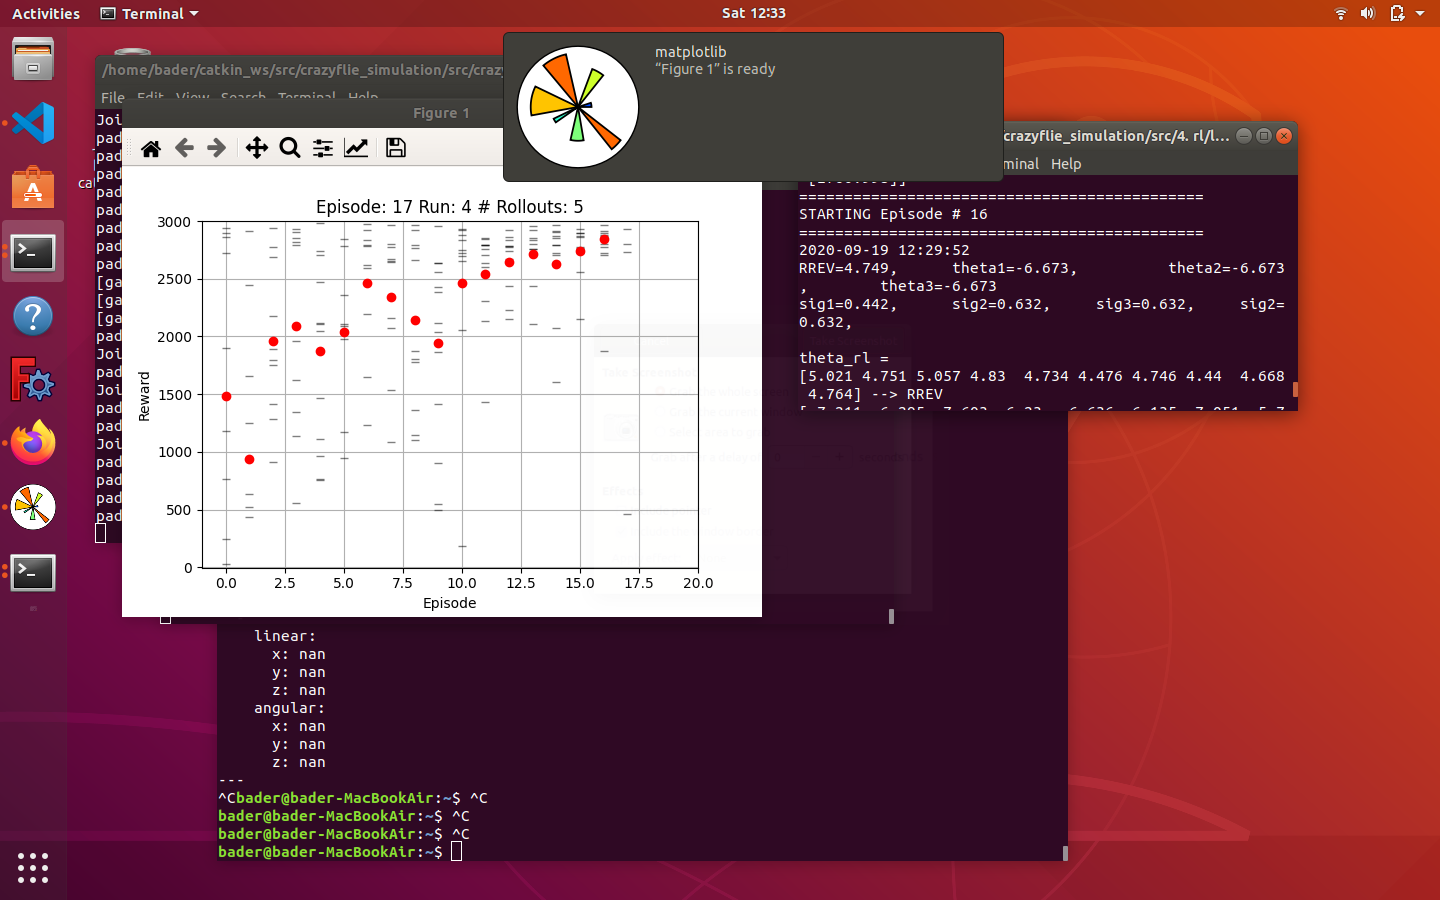 Activities
Terminal
Sat 12:33
matplotlib
“Figure 1” is ready
/home/bader/catkin_ws/src/crazyflie_simulation/src/crazy
File Edit View Search Terminal Help
Joi
pad
pad
pad
pad
pad
pad
pad
pad
[ga
[ga
[ga
pad
Joi
pad
Joi
pad
pad
Joi
pad
pad
pad
pad
cat
Figure 1
Episode: 17 Run: 4 # Rollouts: 5
Reward
3000
2500
2000
1500
1000
500
0
0.0 2.5 5.0 7.5 10.0 12.5 15.0 17.5 20.0
Episode
crazyflie_simulation/src/4. rl/l...
minal Help
=============================================
STARTING Episode # 16
=============================================
2020-09-19 12:29:52
RREV=4.749, theta1=-6.673, theta2=-6.673
, theta3=-6.673
sig1=0.442, sig2=0.632, sig3=0.632, sig2=
0.632,
theta_rl =
[5.021 4.751 5.057 4.83 4.734 4.476 4.746 4.44 4.668
4.764] --> RREV
linear:
x: nan
y: nan
z: nan
angular:
x: nan
y: nan
z: nan
---
^Cbader@bader-MacBookAir:~$ ^C
bader@bader-MacBookAir:~$ ^C
bader@bader-MacBookAir:~$ ^C
bader@bader-MacBookAir:~$